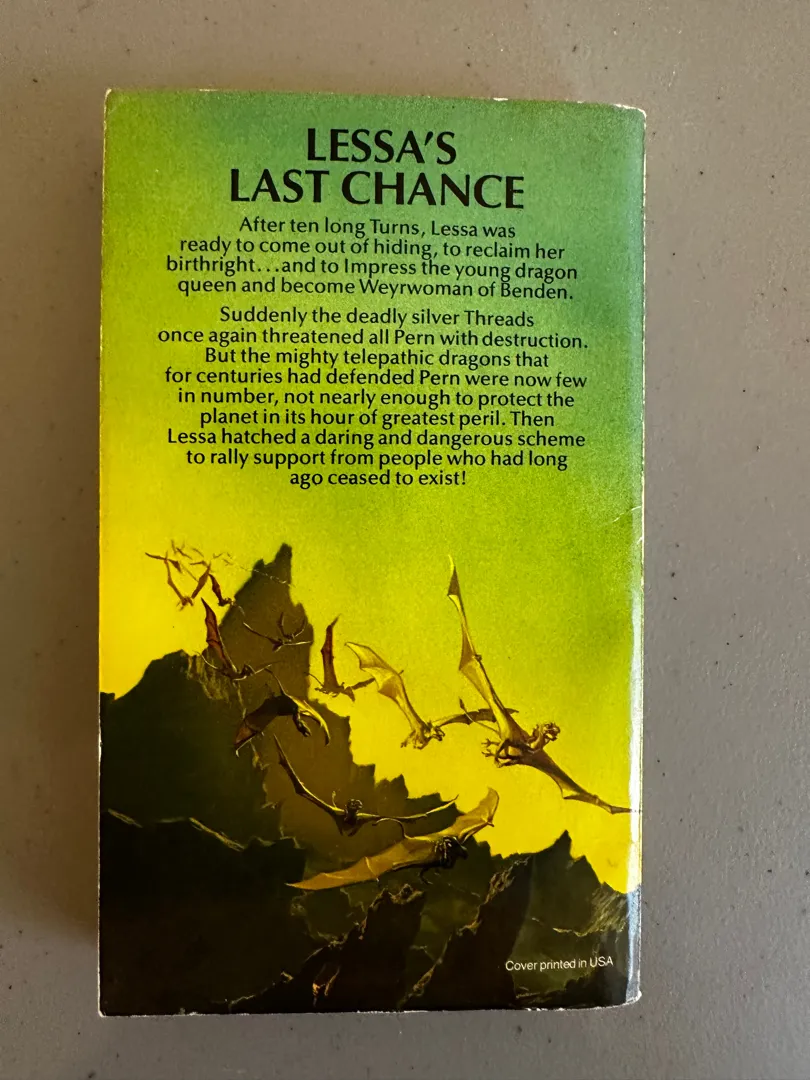 LESSA'S
LAST CHANCE
After ten long Turns, Lessa was
ready to come out of hiding, to reclaim her
birthright...and to Impress the young dragon
queen and become Weyrwoman of Benden.
Suddenly the deadly silver Threads
once again threatened all Pern with destruction.
But the mighty telepathic dragons that
for centuries had defended Pern were now few
in number, not nearly enough to protect the
planet in its hour of greatest peril. Then
Lessa hatched a daring and dangerous scheme
to rally support from people who had long
ago ceased to exist!
Cover printed in USA